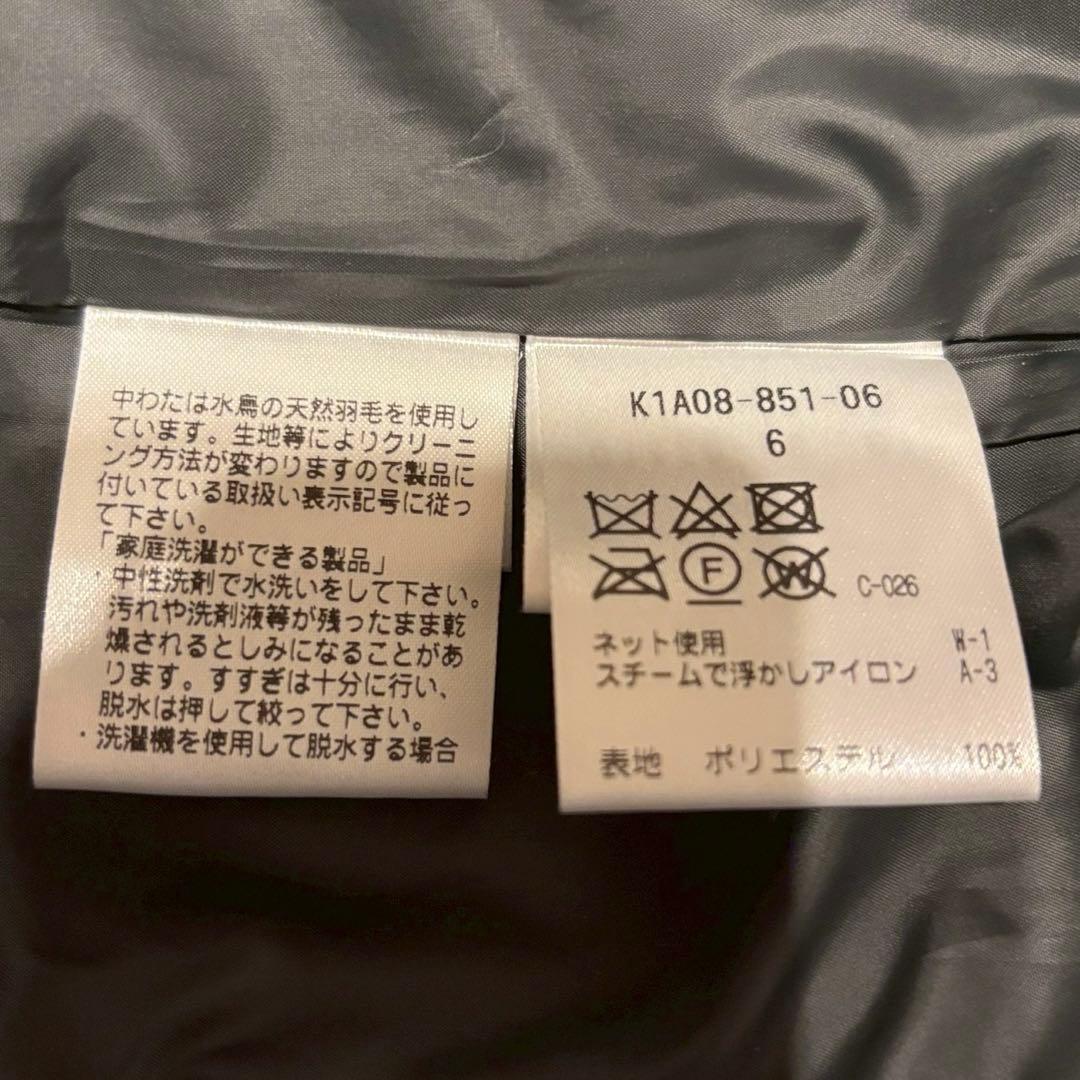 中わたは水鳥の天然羽毛を使用し
ています。生地等によりクリーニ
ング方法が変わりますので製品に
付いている取扱い表示記号に従っ
て下さい。
「家庭洗濯ができる製品」
・中性洗剤で水洗いをして下さい。
汚れや洗剤液等が残ったまま乾
燥されるとしみになることがあ
ります。すすぎは十分に行い、
脱水は押して絞って下さい。
・洗濯機を使用して脱水する場合
K1A08-851-06
6
F W C-026
ネット使用 W-1
スチームで浮かしアイロン A-3
表地 ポリエステル 100%